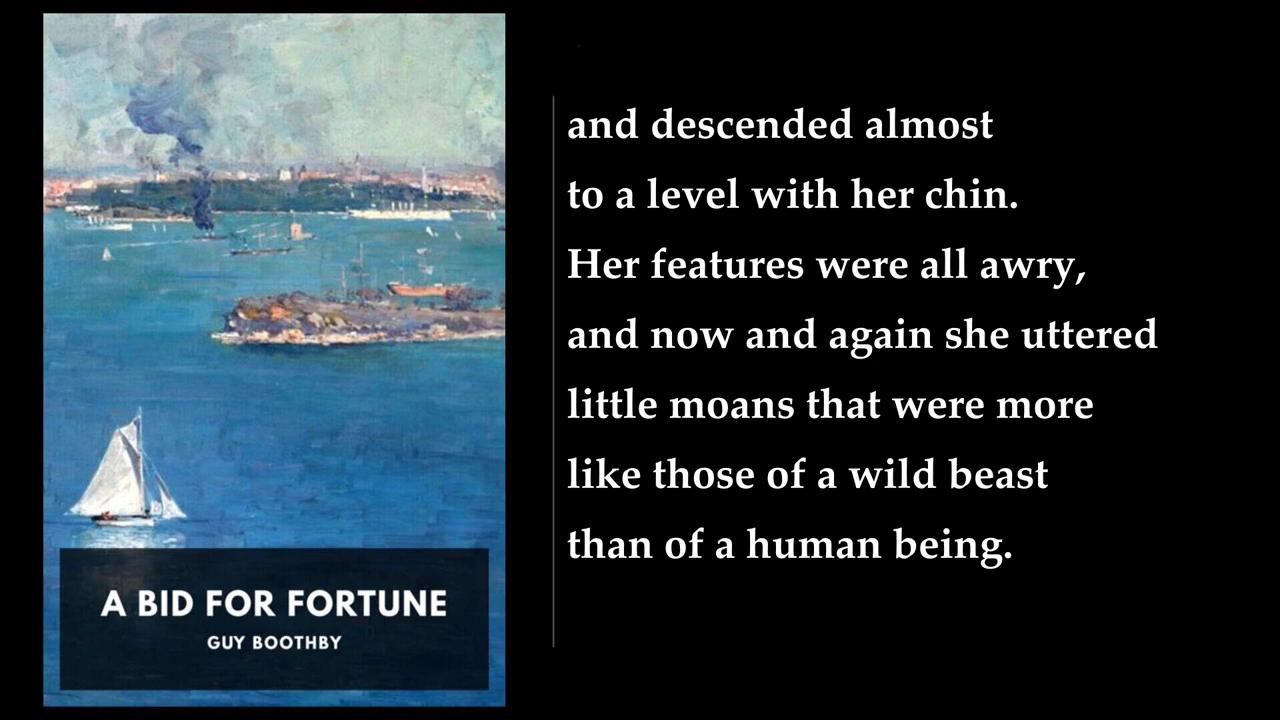 A BID FOR FORTUNE
GUY BOOTHBY
and descended almost
to a level with her chin.
Her features were all awry,
and now and again she uttered
little moans that were more
like those of a wild beast
than of a human being.